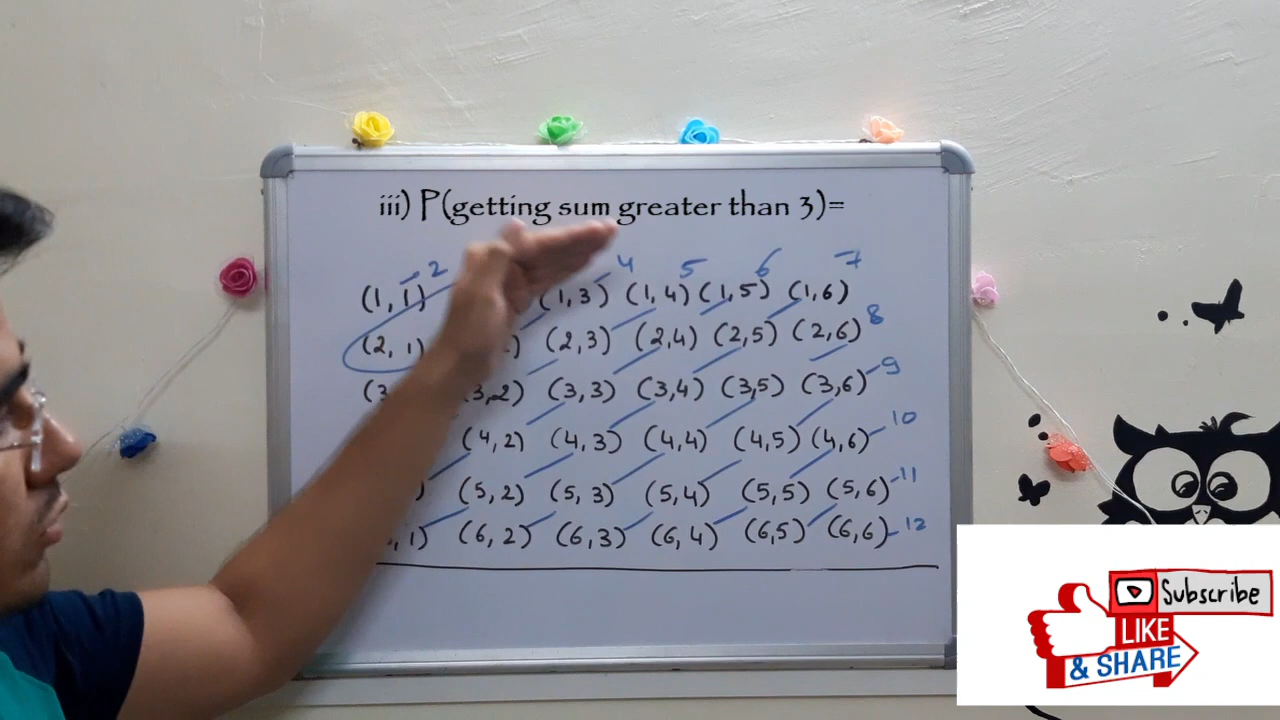 iii) P(getting sum greater than 3)=
2 4 5 6 7
(1, 1) (1, 3) (1, 4) (1, 5) (1, 6)
(2, 1) (2, 3) (2, 4) (2, 5) (2, 6) 8
(3, 3) (3, 4) (3, 5) (3, 6) 9
(4, 2) (4, 3) (4, 4) (4, 5) (4, 6) 10
(5, 2) (5, 3) (5, 4) (5, 5) (5, 6) 11
(6, 2) (6, 3) (6, 4) (6, 5) (6, 6) 12
Subscribe
LIKE
& SHARE